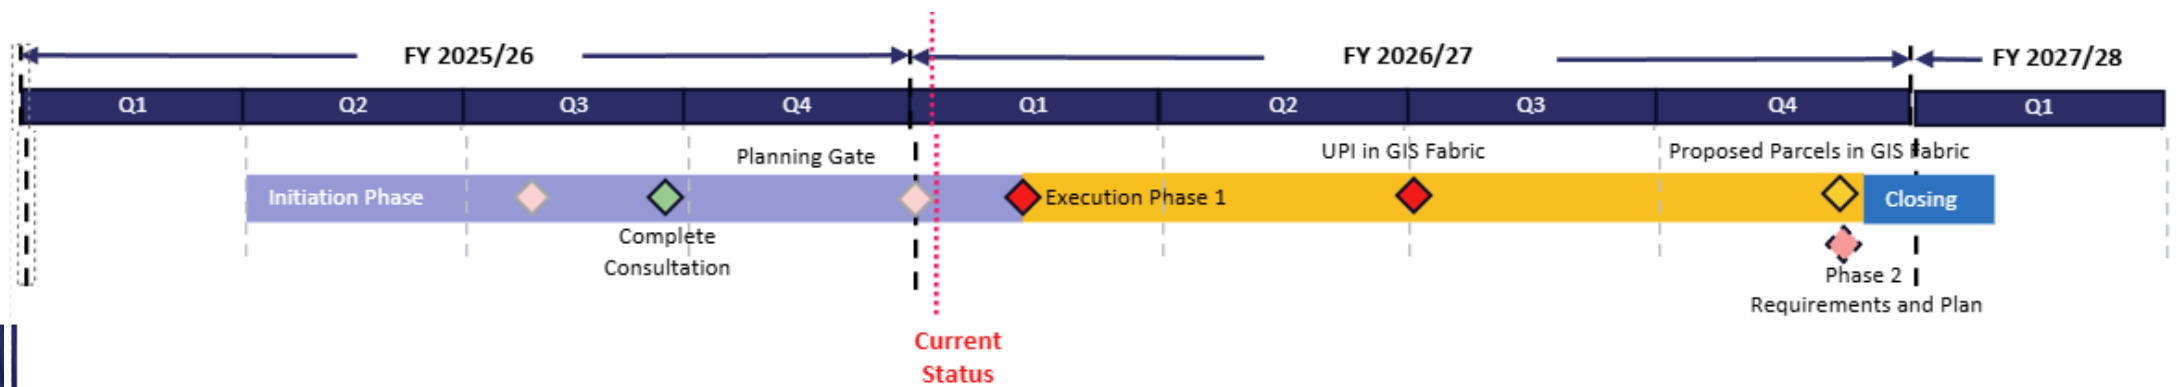 FY 2025/26
FY 2026/27
FY 2027/28
Q1
Q2
Q3
Q4
Q1
Q2
Q3
Q4
Q1
Planning Gate
UPI in GIS Fabric
Proposed Parcels in GIS Fabric
Initiation Phase
Execution Phase 1
Closing
Complete
Consultation
Phase 2
Requirements and Plan
Current
Status